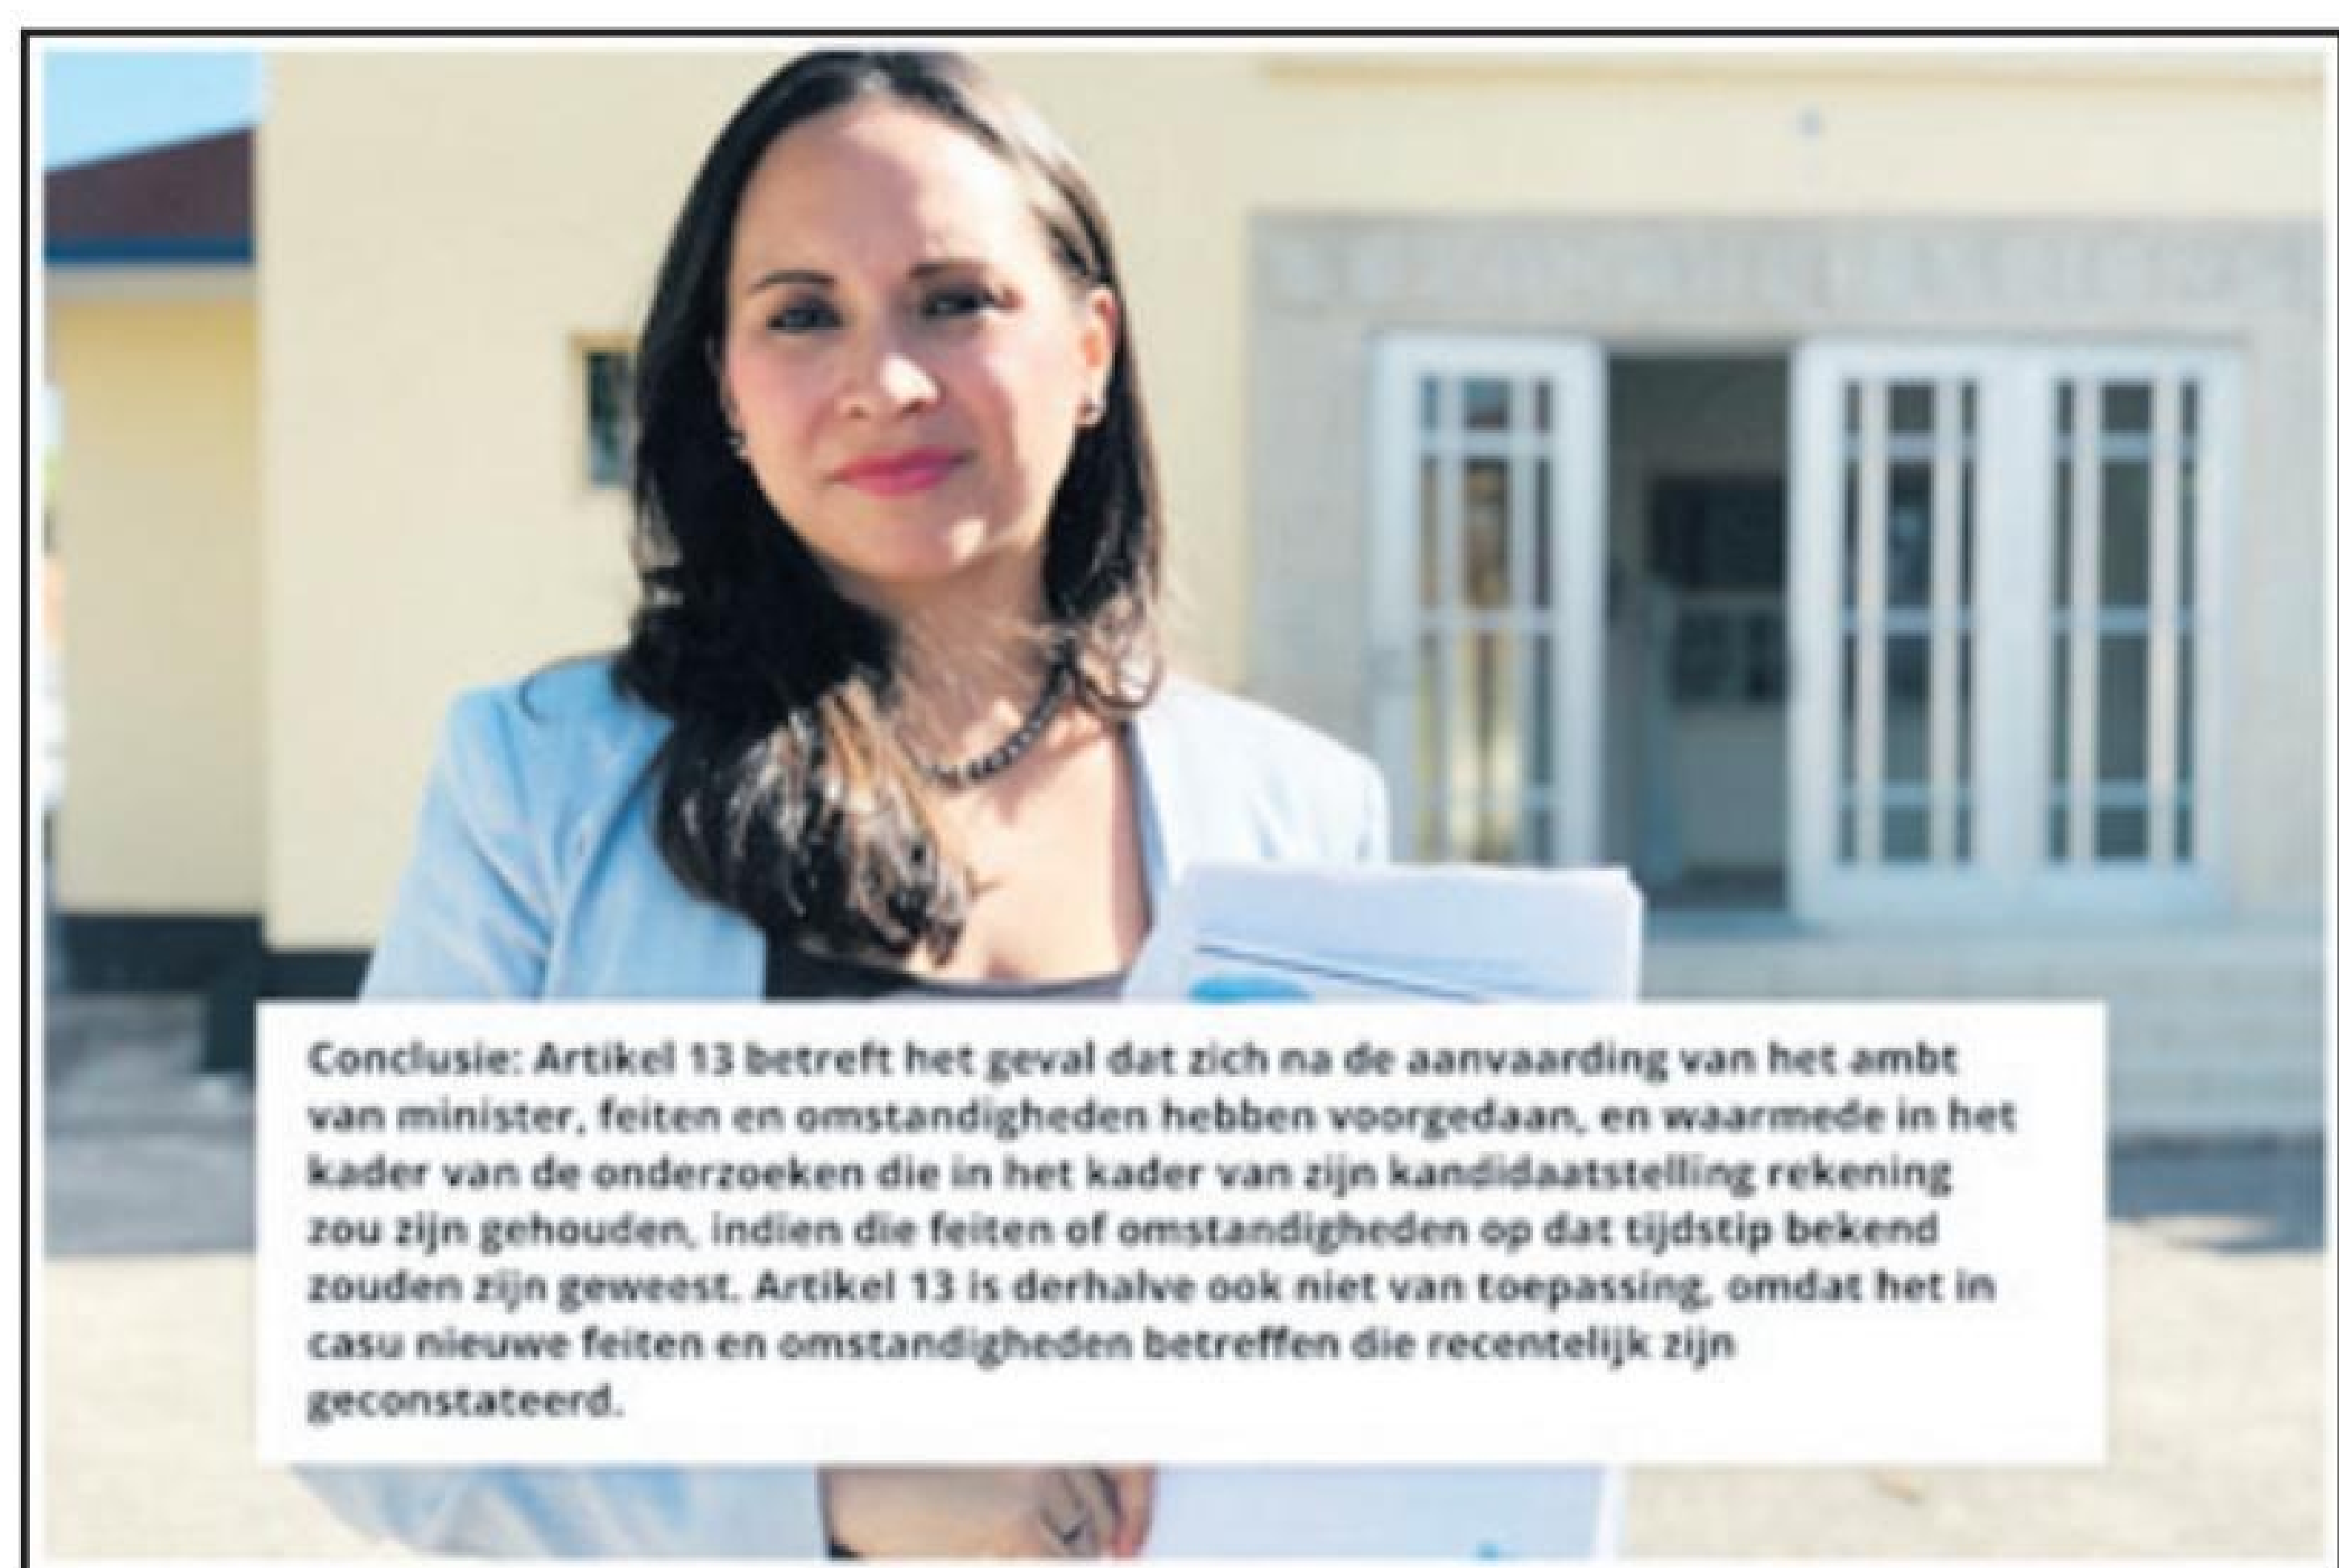 Conclusie: Artikel 13 betreft het geval dat zich na de aanvaarding van het ambt
van minister, feiten en omstandigheden hebben voorgedaan, en waarmede in het
kader van de onderzoeken die in het kader van zijn kandidaatstelling rekening
zou zijn gehouden, indien die feiten of omstandigheden op dat tijdstip bekend
zouden zijn geweest. Artikel 13 is derhalve ook niet van toepassing, omdat het in
casu nieuwe feiten en omstandigheden betreffen die recentelijk zijn
geconstateerd.